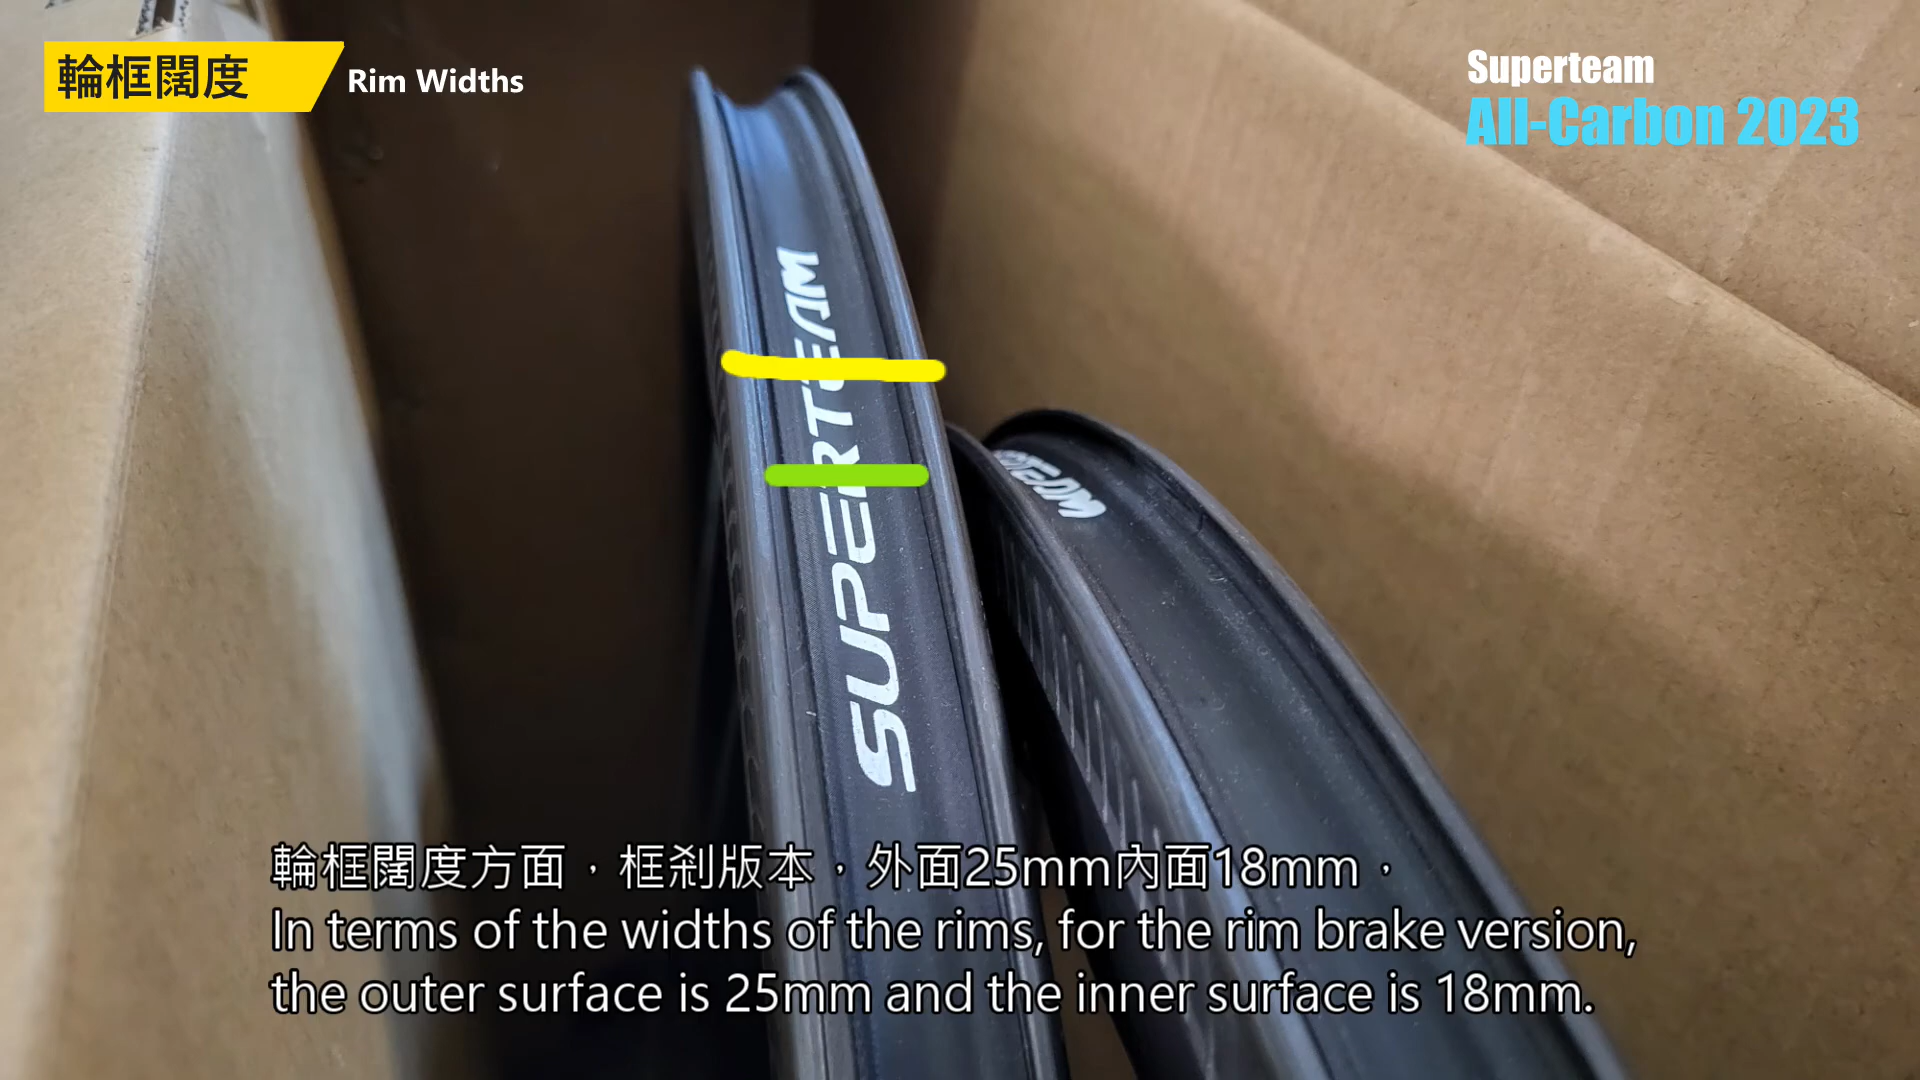 輪框闊度
Rim Widths
Superteam
All-Carbon 2023
SUPERTEAM
輪框闊度方面，框剎版本，外面25mm內面18mm，
In terms of the widths of the rims, for the rim brake version,
the outer surface is 25mm and the inner surface is 18mm.